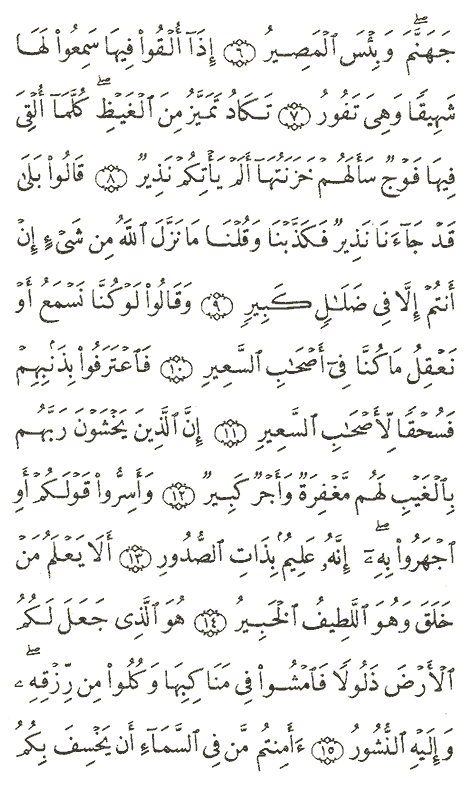 جَهَنَّمَ ۖ وَبِئْسَ ٱلْمَصِيرُ ٦ إِذَآ أُلْقُوا۟ فِيهَا سَمِعُوا۟ لَهَا
شَهِيقًا وَهِىَ تَفُورُ ٧ تَكَادُ تَمَيَّزُ مِنَ ٱلْغَيْظِ ۖ كُلَّمَآ أُلْقِىَ
فِيهَا فَوْجٌ سَأَلَهُمْ خَزَنَتُهَآ أَلَمْ يَأْتِكُمْ نَذِيرٌ ٨ قَالُوا۟ بَلَىٰ
قَدْ جَآءَنَا نَذِيرٌ فَكَذَّبْنَا وَقُلْنَا مَا نَزَّلَ ٱللَّهُ مِن شَىْءٍ إِنْ
أَنتُمْ إِلَّا فِى ضَلَـٰلٍ كَبِيرٍ ٩ وَقَالُوا۟ لَوْ كُنَّا نَسْمَعُ أَوْ
نَعْقِلُ مَا كُنَّا فِىٓ أَصْحَـٰبِ ٱلسَّعِيرِ ١٠ فَٱعْتَرَفُوا۟ بِذَنۢبِهِمْ
فَسُحْقًا لِّأَصْحَـٰبِ ٱلسَّعِيرِ ١١ إِنَّ ٱلَّذِينَ يَخْشَوْنَ رَبَّهُم
بِٱلْغَيْبِ لَهُم مَّغْفِرَةٌ وَأَجْرٌ كَبِيرٌ ١٢ وَأَسِرُّوا۟ قَوْلَكُمْ أَوِ
ٱجْهَرُوا۟ بِهِۦٓ ۖ إِنَّهُۥ عَلِيمٌۢ بِذَاتِ ٱلصُّدُورِ ١٣ أَلَا يَعْلَمُ مَنْ
خَلَقَ وَهُوَ ٱللَّطِيفُ ٱلْخَبِيرُ ١٤ هُوَ ٱلَّذِى جَعَلَ لَكُمُ
ٱلْأَرْضَ ذَلُولًا فَٱمْشُوا۟ فِى مَنَاكِبِهَا وَكُلُوا۟ مِن رِّزْقِهِۦ ۖ
وَإِلَيْهِ ٱلنُّشُورُ ١٥ ءَأَمِنتُم مَّن فِى ٱلسَّمَآءِ أَن يَخْسِفَ بِكُمُ